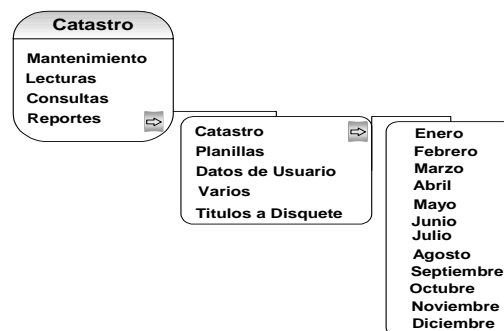 Catastro
Mantenimiento
Lecturas
Consultas
Reportes
Catastro
Planillas
Datos de Usuario
Varios
Titulos a Disquete
Enero
Febrero
Marzo
Abril
Mayo
Junio
Julio
Agosto
Septiembre
Octubre
Noviembre
Diciembre